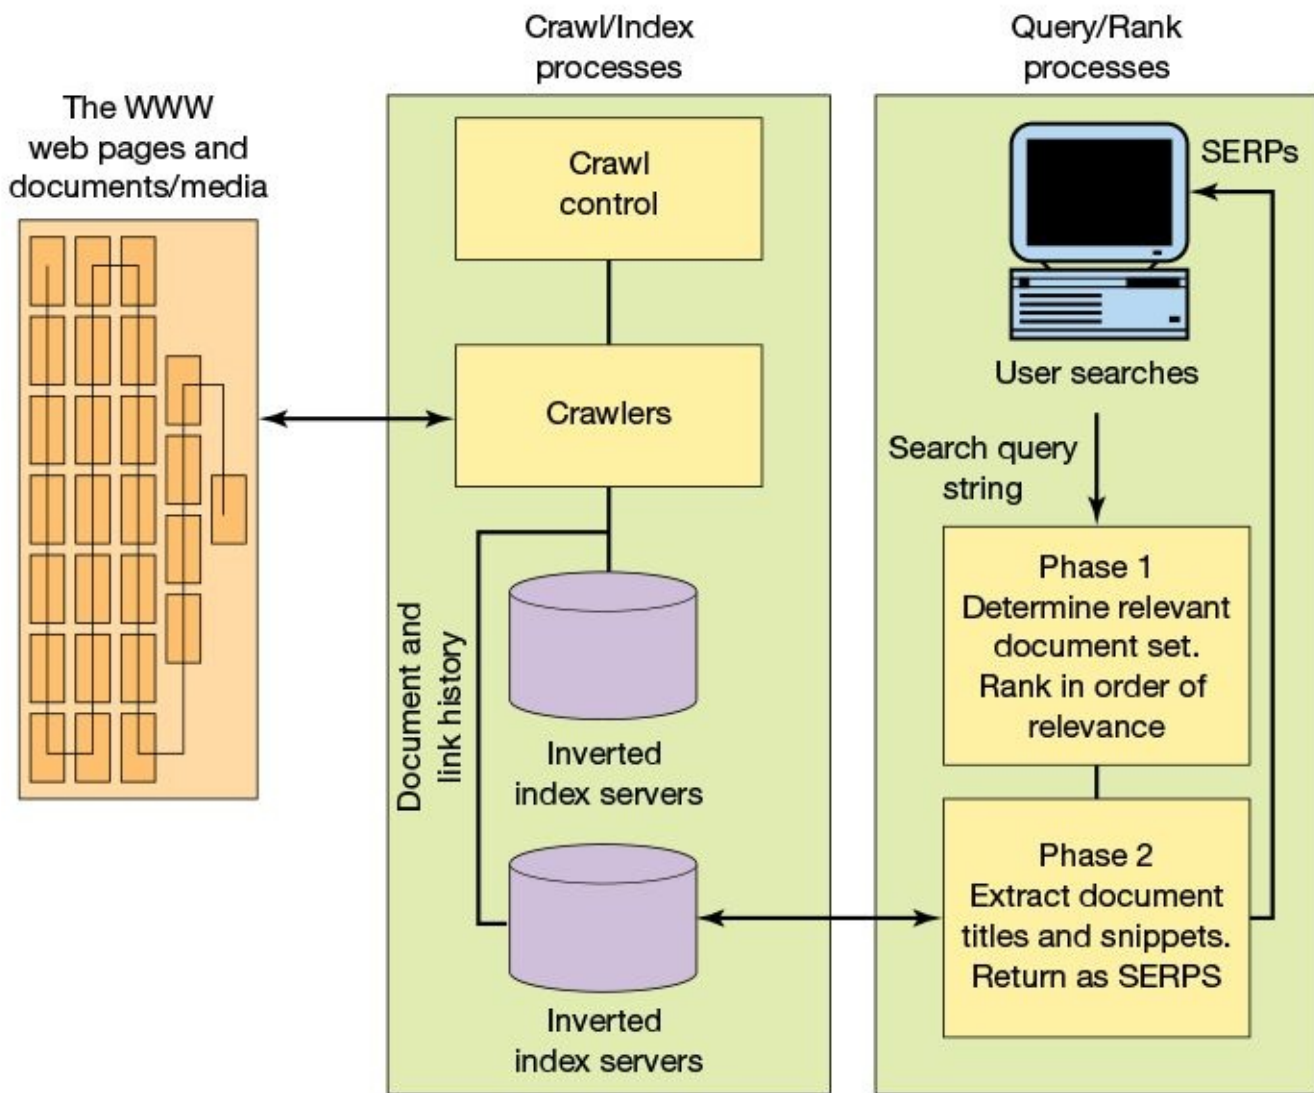 The WWW
web pages and
documents/media
Crawl/Index
processes
Crawl
control
Crawlers
Document and
link history
Inverted
index servers
Inverted
index servers
Query/Rank
processes
SERPs
User searches
Search query
string
Phase 1
Determine relevant
document set.
Rank in order of
relevance
Phase 2
Extract document
titles and snippets.
Return as SERPS